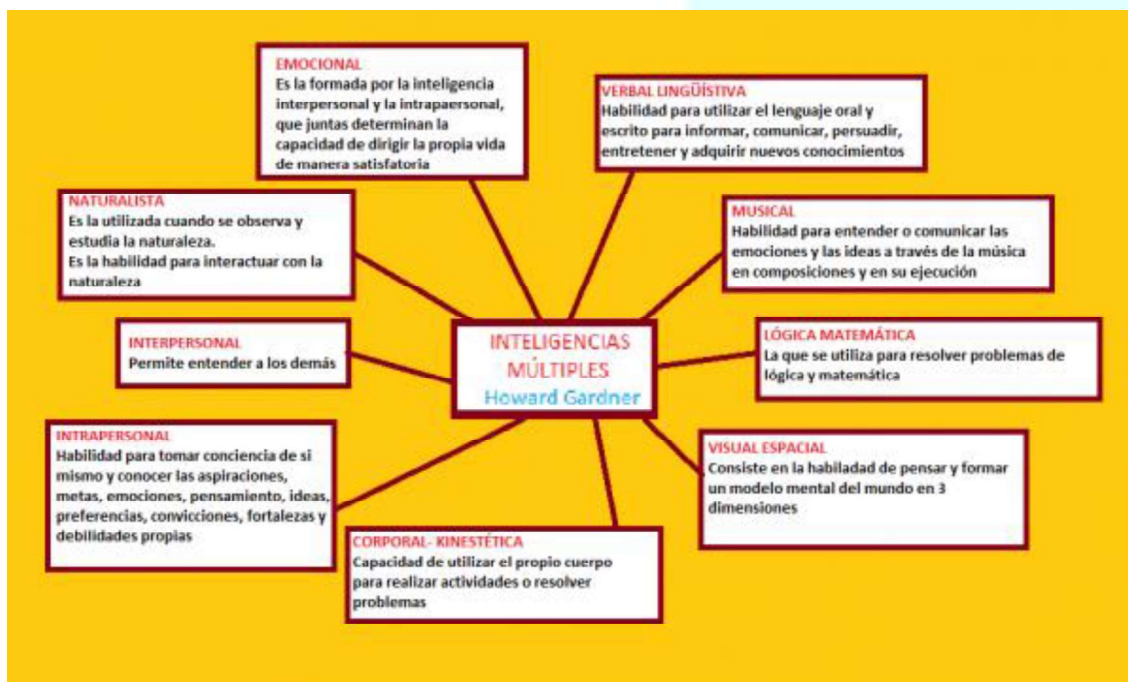 EMOCIONAL
Es la formada por la inteligencia
interpersonal y la intrapaersonal,
que juntas determinan la
capacidad de dirigir la propia vida
de manera satisfatoria
VERBAL LINGÜÍSTIVA
Habilidad para utilizar el lenguaje oral y
escrito para informar, comunicar, persuadir,
entretener y adquirir nuevos conocimientos
NATURALISTA
Es la utilizada cuando se observa y
estudia la naturaleza.
Es la habilidad para interactuar con la
naturaleza
MUSICAL
Habilidad para entender o comunicar las
emociones y las ideas a través de la música
en composiciones y en su ejecución
INTERPERSONAL
Permite entender a los demás
INTELIGENCIAS
MÚLTIPLES
Howard Gardner
LÓGICA MATEMÁTICA
La que se utiliza para resolver problemas de
lógica y matemática
INTRAPERSONAL
Habilidad para tomar conciencia de si
mismo y conocer las aspiraciones,
metas, emociones, pensamiento, ideas,
preferencias, convicciones, fortalezas y
debilidades propias
VISUAL ESPACIAL
Consiste en la habiladad de pensar y formar
un modelo mental del mundo en 3
dimensiones
CORPORAL- KINESTÉTICA
Capacidad de utilizar el propio cuerpo
para realizar actividades o resolver
problemas